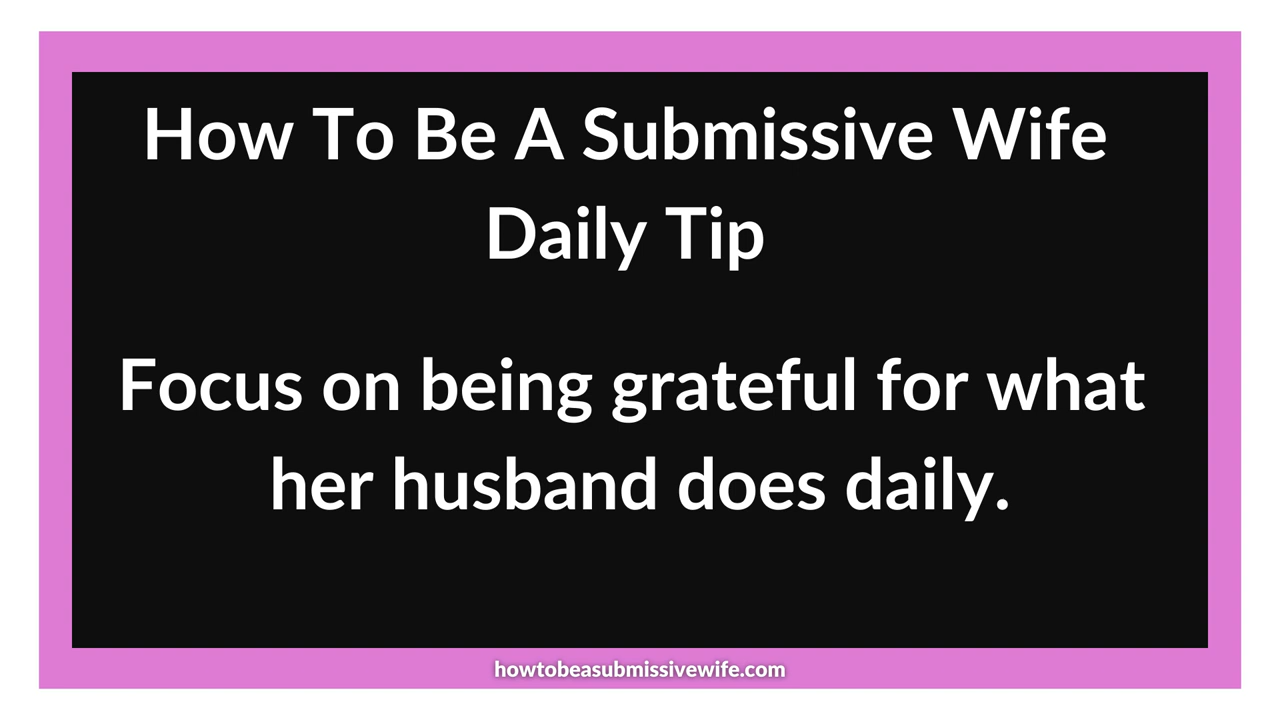 How To Be A Submissive Wife
Daily Tip
Focus on being grateful for what
her husband does daily.
howtobeasubmissivewife.com